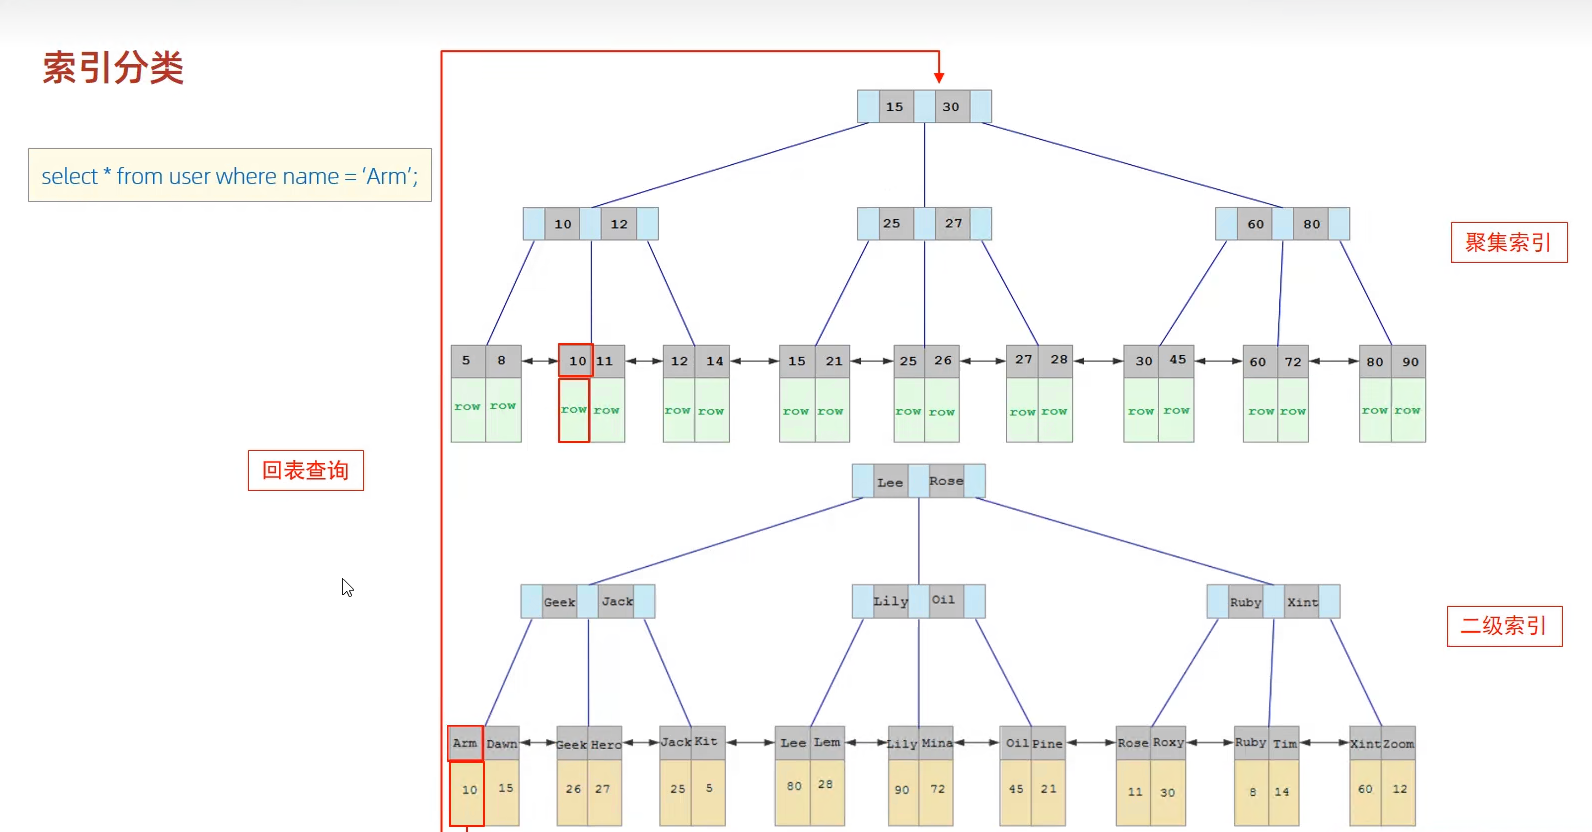 索引分类
select * from user where name = 'Arm';
15 30
10 12 25 27 60 80
聚集索引
5 8 10 11 12 14 15 21 25 26 27 28 30 45 60 72 80 90
row row row row row row row row row row row row row row row row row row
回表查询
Lee Rose
Geek Jack Lily Oil Ruby Xint
二级索引
Arm Dawn Geek Hero Jack Kit Lee Lem Lily Mina Oil Pine Rose Roxy Ruby Tim Xint Zoom
10 15 26 27 25 5 80 28 90 72 45 21 11 30 8 14 60 12